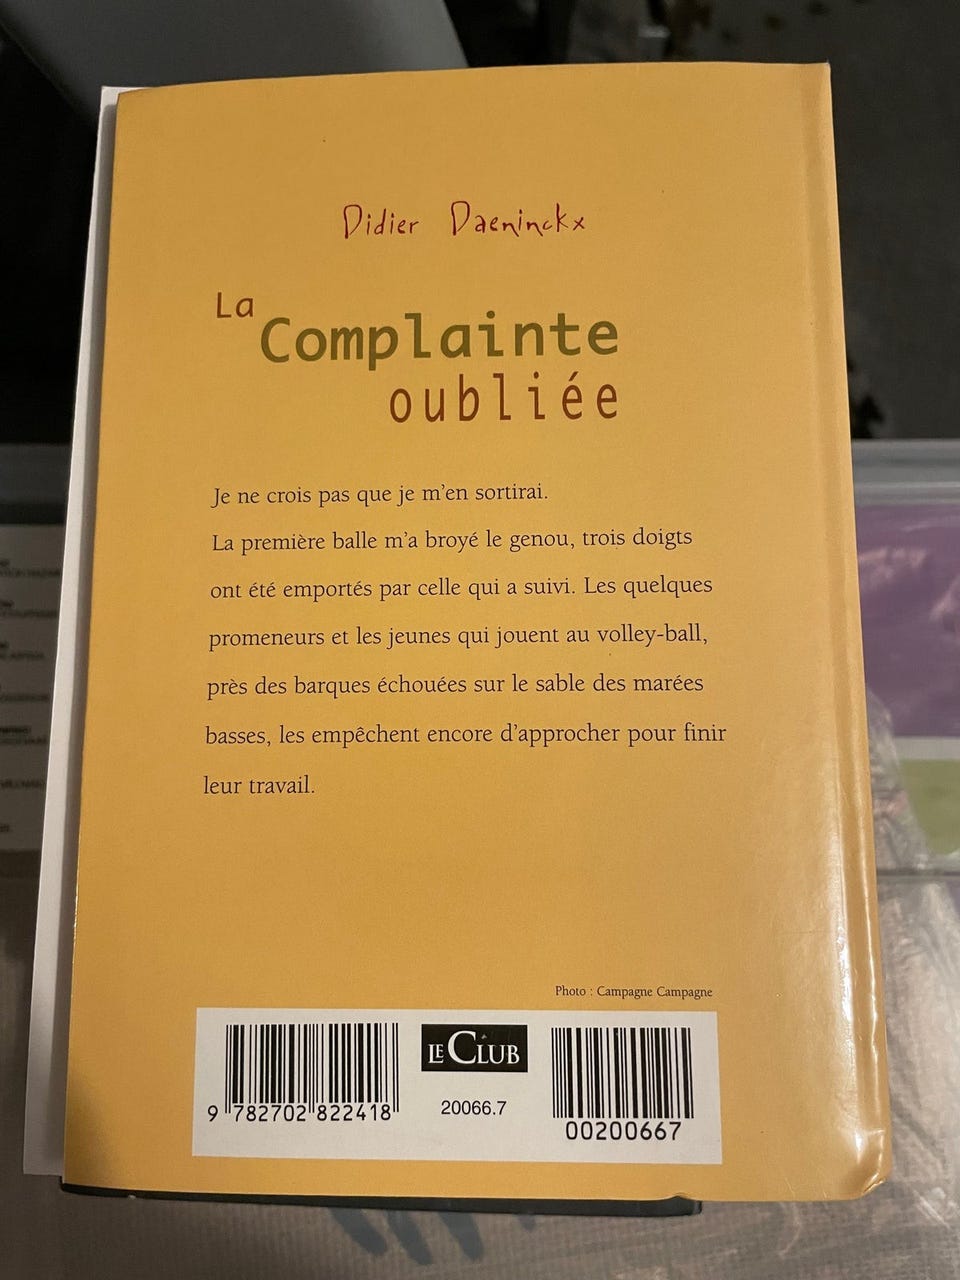 Didier Daeninckx
La
Complainte
oubliée
Je ne crois pas que je m'en sortirai.
La première balle m'a broyé le genou, trois doigts
ont été emportés par celle qui a suivi. Les quelques
promeneurs et les jeunes qui jouent au volley-ball,
près des barques échouées sur le sable des marées
basses, les empêchent encore d'approcher pour finir
leur travail.
Photo : Campagne Campagne
LE CLUB
9 782702 822418
20066.7
00200667